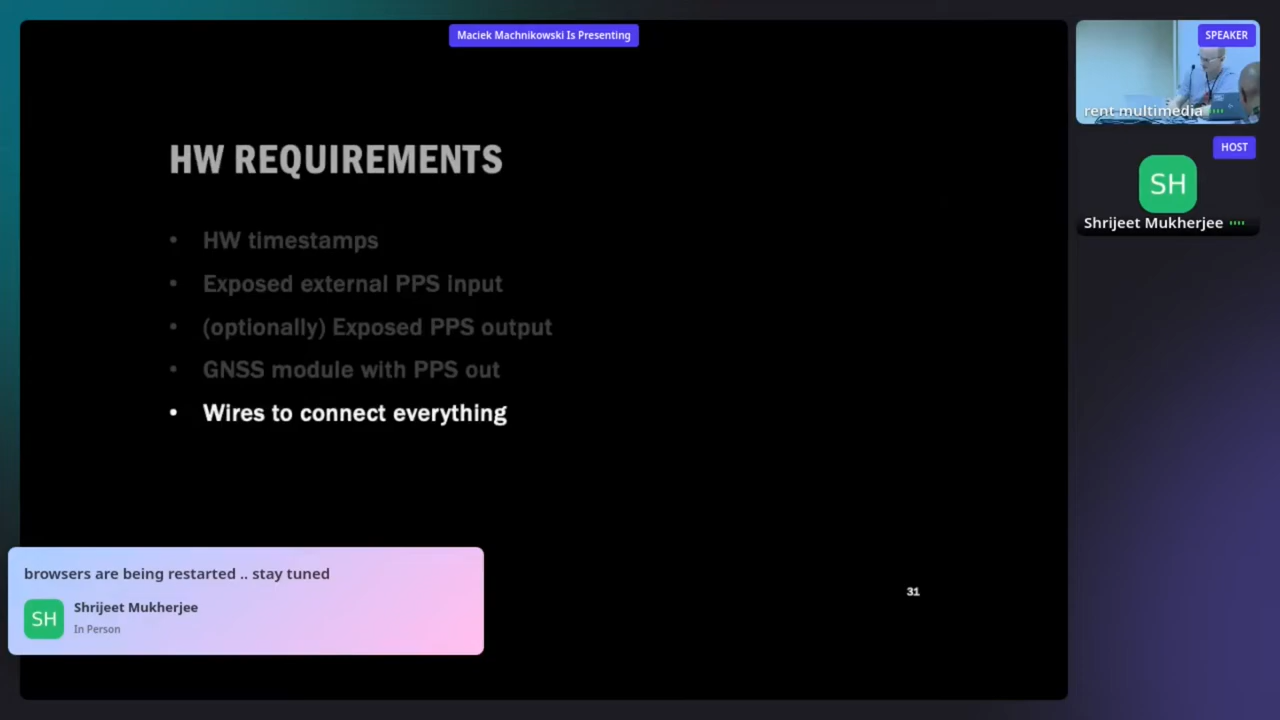 Maciek Machnikowski Is Presenting
SPEAKER
rent multimedia
HOST
SH
Shrijeet Mukherjee
HW REQUIREMENTS
• HW timestamps
• Exposed external PPS input
• (optionally) Exposed PPS output
• GNSS module with PPS out
• Wires to connect everything
browsers are being restarted .. stay tuned
SH
Shrijeet Mukherjee
In Person
31